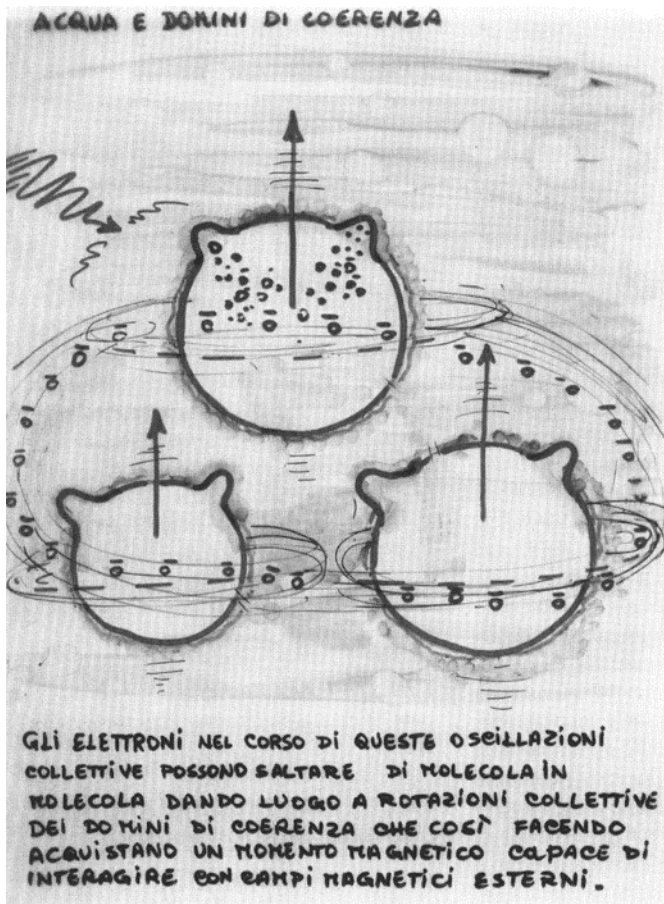 ACQUA E DOMINI DI COERENZA
GLI ELETTRONI NEL CORSO DI QUESTE OSCILLAZIONI
COLLETTIVE POSSONO SALTARE DI MOLECOLA IN
MOLECOLA DANDO LUOGO A ROTAZIONI COLLETTIVE
DEI DOMINI DI COERENZA CHE COSÌ FACENDO
ACQUISTANO UN MOMENTO MAGNETICO CAPACE DI
INTERAGIRE CON CAMPI MAGNETICI ESTERNI.